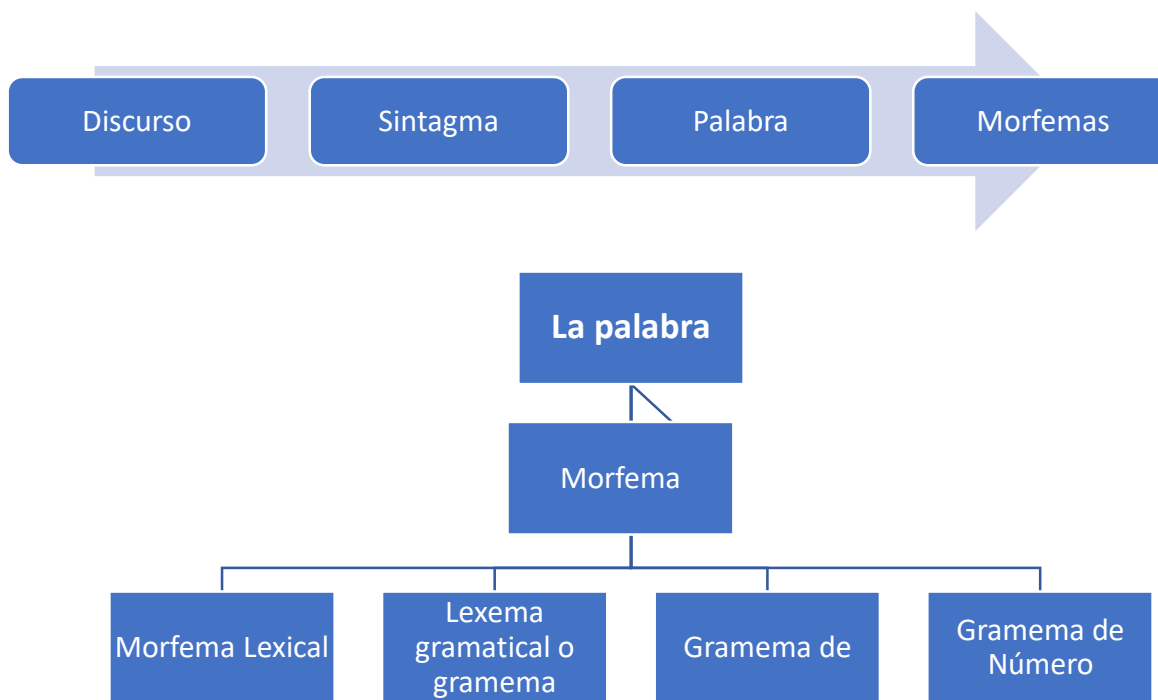 Discurso
Sintagma
Palabra
Morfemas
La palabra
Morfema
Morfema Lexical
Lexema
gramatical o
gramema
Gramema de
Gramema de
Número